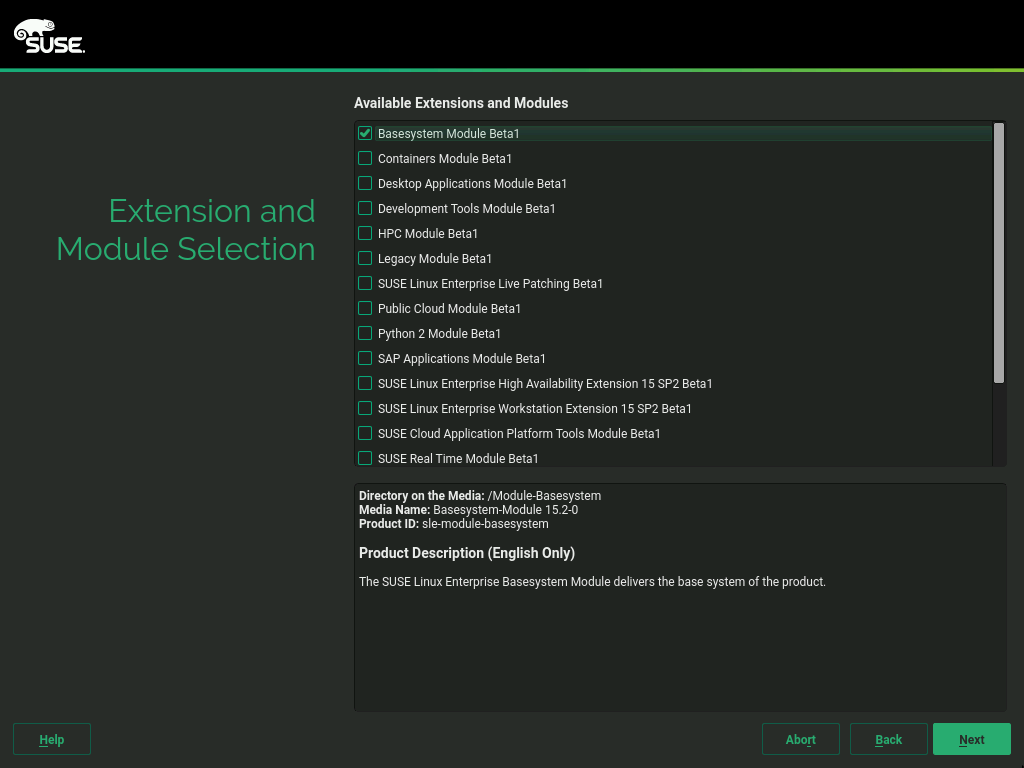 SUSE
Available Extensions and Modules
Extension and
Module Selection
Basesystem Module Beta1
Containers Module Beta1
Desktop Applications Module Beta1
Development Tools Module Beta1
HPC Module Beta1
Legacy Module Beta1
SUSE Linux Enterprise Live Patching Beta1
Public Cloud Module Beta1
Python 2 Module Beta1
SAP Applications Module Beta1
SUSE Linux Enterprise High Availability Extension 15 SP2 Beta1
SUSE Linux Enterprise Workstation Extension 15 SP2 Beta1
SUSE Cloud Application Platform Tools Module Beta1
SUSE Real Time Module Beta1
Directory on the Media: /Module-Basesystem
Media Name: Basesystem-Module 15.2-0
Product ID: sle-module-basesystem
Product Description (English Only)
The SUSE Linux Enterprise Basesystem Module delivers the base system of the product.
Help
Abort
Back
Next